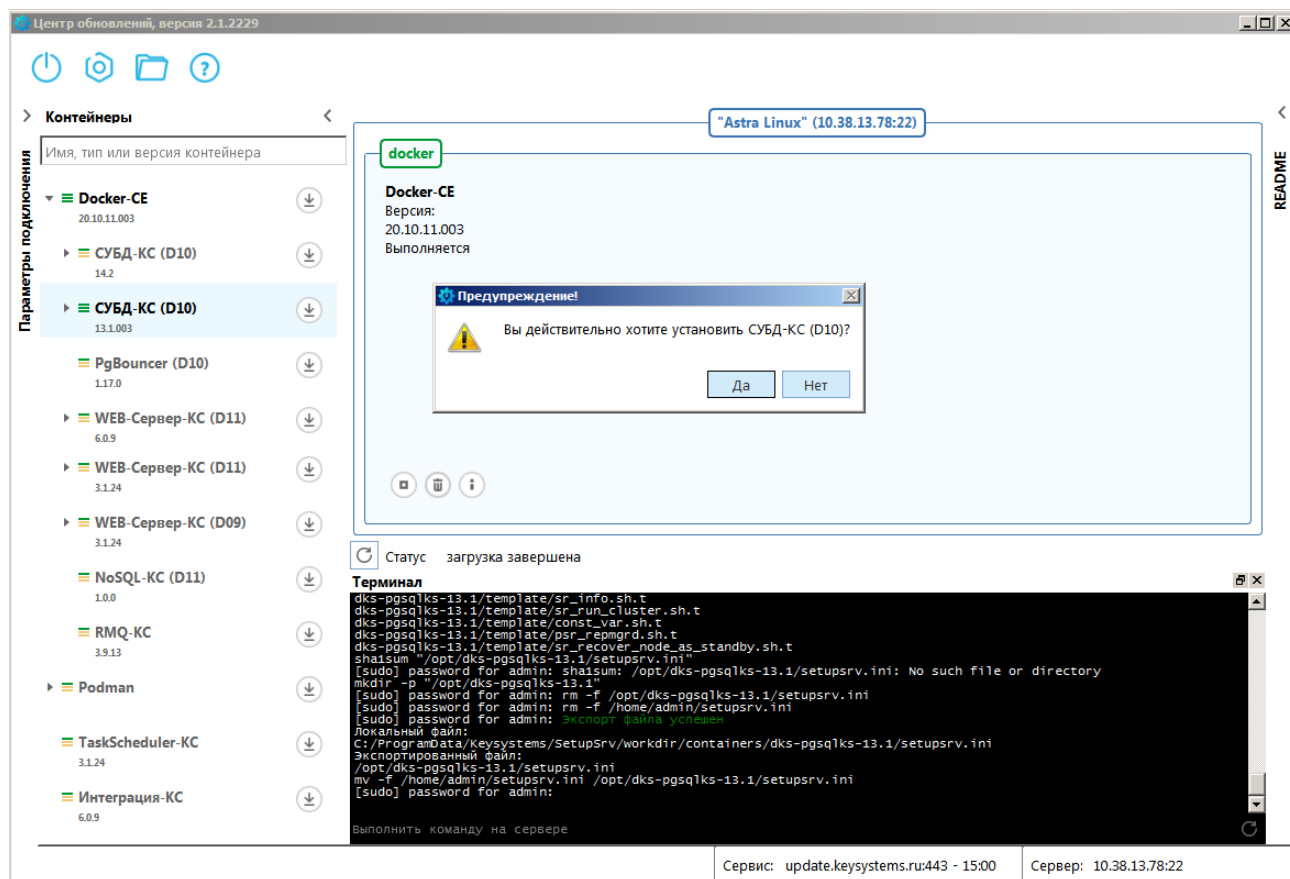 Центр обновлений, версия 2.1.2229
Контейнеры
Имя, тип или версия контейнера
Параметры подключения
Docker-CE
20.10.11.003
СУБД-КС (D10)
14.2
СУБД-КС (D10)
13.1.003
PgBouncer (D10)
1.17.0
WEB-Сервер-КС (D11)
6.0.9
WEB-Сервер-КС (D11)
3.1.24
WEB-Сервер-КС (D09)
3.1.24
NoSQL-КС (D11)
1.0.0
RMQ-КС
3.9.13
Podman
TaskScheduler-КС
3.1.24
Интеграция-КС
6.0.9
"Astra Linux" (10.38.13.78:22)
docker
Docker-CE
Версия:
20.10.11.003
Выполняется
Предупреждение!
Вы действительно хотите установить СУБД-КС (D10)?
Да
Нет
README
Статус загрузка завершена
Терминал
dks-pgsqlks-13.1/template/sr_info.sh.t
dks-pgsqlks-13.1/template/sr_run_cluster.sh.t
dks-pgsqlks-13.1/template/const_var.sh.t
dks-pgsqlks-13.1/template/psr_repmgrd.sh.t
dks-pgsqlks-13.1/template/sr_recover_node_as_standby.sh.t
sha1sum "/opt/dks-pgsqlks-13.1/setupsrv.ini"
[sudo] password for admin: sha1sum: /opt/dks-pgsqlks-13.1/setupsrv.ini: No such file or directory
mkdir -p "/opt/dks-pgsqlks-13.1"
[sudo] password for admin: rm -f /opt/dks-pgsqlks-13.1/setupsrv.ini
[sudo] password for admin: rm -f /home/admin/setupsrv.ini
[sudo] password for admin: Экспорт файла успешен
Локальный файл:
C:/ProgramData/Keysystems/SetupSrv/workdir/containers/dks-pgsqlks-13.1/setupsrv.ini
Экспортированный файл:
/opt/dks-pgsqlks-13.1/setupsrv.ini
mv -f /home/admin/setupsrv.ini /opt/dks-pgsqlks-13.1/setupsrv.ini
[sudo] password for admin:
Выполнить команду на сервере
Сервис: update.keysystems.ru:443 - 15:00
Сервер: 10.38.13.78:22